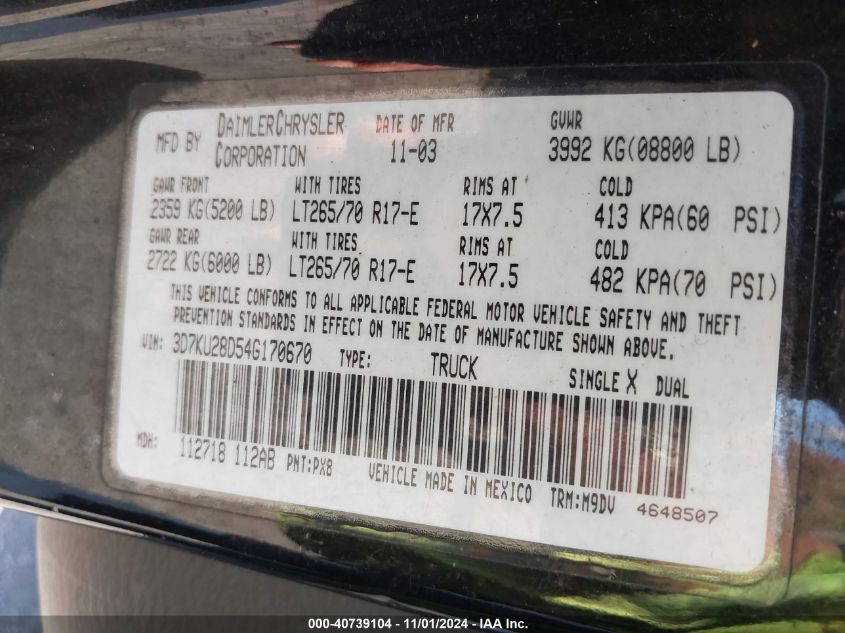 MFD BY DAIMLERCHRYSLER CORPORATION DATE OF MFR 11-03 GVWR 3992 KG(08800 LB)
GAWR FRONT WITH TIRES RIMS AT COLD
2359 KG(5200 LB) LT265/70 R17-E 17X7.5 413 KPA(60 PSI)
GAWR REAR WITH TIRES RIMS AT COLD
2722 KG(6000 LB) LT265/70 R17-E 17X7.5 482 KPA(70 PSI)
THIS VEHICLE CONFORMS TO ALL APPLICABLE FEDERAL MOTOR VEHICLE SAFETY AND THEFT
PREVENTION STANDARDS IN EFFECT ON THE DATE OF MANUFACTURE SHOWN ABOVE.
VIN: 3D7KU28D54G170670 TYPE: TRUCK SINGLE X DUAL
MDH: 112718 112AB PNT:PX8 VEHICLE MADE IN MEXICO TRM:M9DV 4648507
000-40739104 - 11/01/2024 - IAA Inc.